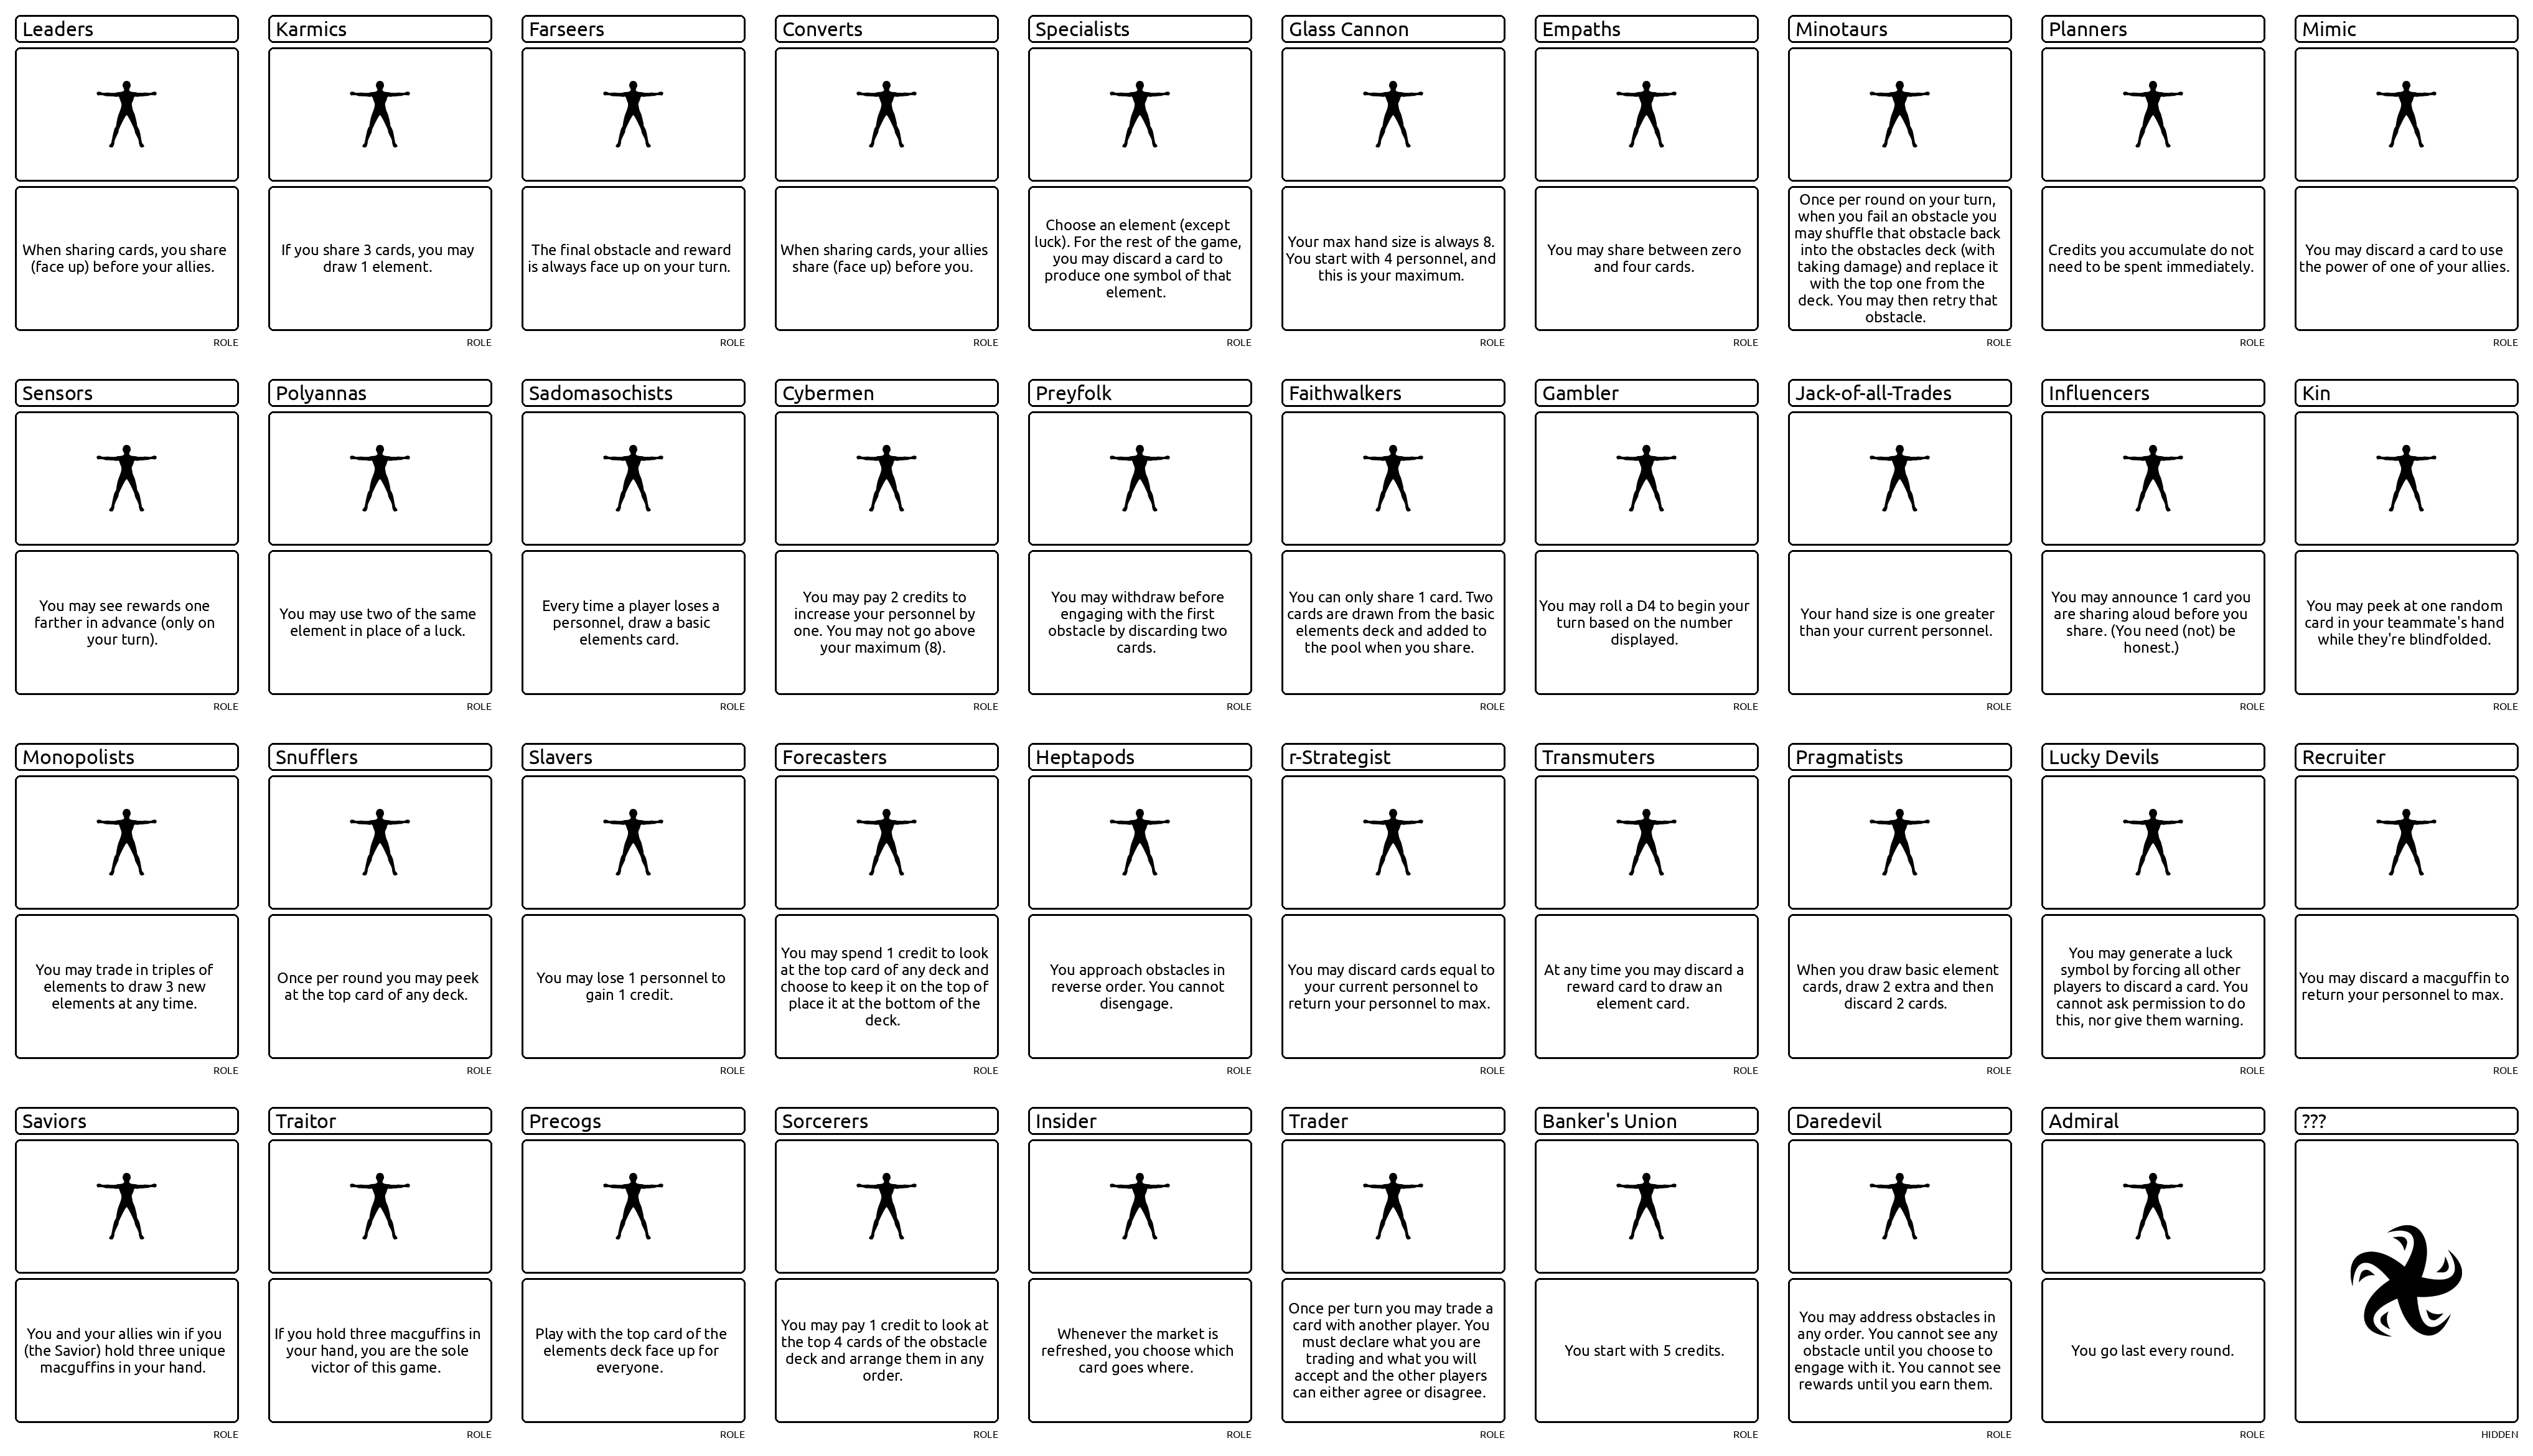 Leaders
When sharing cards, you share
(face up) before your allies.
ROLE
Karmics
If you share 3 cards, you may
draw 1 element.
ROLE
Farseers
The final obstacle and reward
is always face up on your turn.
ROLE
Converts
When sharing cards, your allies
share (face up) before you.
ROLE
Specialists
Choose an element (except
luck). For the rest of the game,
you may discard a card to
produce one symbol of that
element.
ROLE
Glass Cannon
Your max hand size is always 8.
You start with 4 personnel, and
this is your maximum.
ROLE
Empaths
You may share between zero
and four cards.
ROLE
Minotaurs
Once per round on your turn,
when you fail an obstacle you
may shuffle that obstacle back
into the obstacles deck (with
taking damage) and replace it
with the top one from the
deck. You may then retry that
obstacle.
ROLE
Planners
Credits you accumulate do not
need to be spent immediately.
ROLE
Mimic
You may discard a card to use
the power of one of your allies.
ROLE
Sensors
You may see rewards one
farther in advance (only on
your turn).
ROLE
Polyannas
You may use two of the same
element in place of a luck.
ROLE
Sadomasochists
Every time a player loses a
personnel, draw a basic
elements card.
ROLE
Cybermen
You may pay 2 credits to
increase your personnel by
one. You may not go above
your maximum (8).
ROLE
Preyfolk
You may withdraw before
engaging with the first
obstacle by discarding two
cards.
ROLE
Faithwalkers
You can only share 1 card. Two
cards are drawn from the basic
elements deck and added to
the pool when you share.
ROLE
Gambler
You may roll a D4 to begin your
turn based on the number
displayed.
ROLE
Jack-of-all-Trades
Your hand size is one greater
than your current personnel.
ROLE
Influencers
You may announce 1 card you
are sharing aloud before you
share. (You need (not) be
honest.)
ROLE
Kin
You may peek at one random
card in your teammate's hand
while they're blindfolded.
ROLE
Monopolists
You may trade in triples of
elements to draw 3 new
elements at any time.
ROLE
Snufflers
Once per round you may peek
at the top card of any deck.
ROLE
Slavers
You may lose 1 personnel to
gain 1 credit.
ROLE
Forecasters
You may spend 1 credit to look
at the top card of any deck and
choose to keep it on the top of
place it at the bottom of the
deck.
ROLE
Heptapods
You approach obstacles in
reverse order. You cannot
disengage.
ROLE
r-Strategist
You may discard cards equal to
your current personnel to
return your personnel to max.
ROLE
Transmuters
At any time you may discard a
reward card to draw an
element card.
ROLE
Pragmatists
When you draw basic element
cards, draw 2 extra and then
discard 2 cards.
ROLE
Lucky Devils
You may generate a luck
symbol by forcing all other
players to discard a card. You
cannot ask permission to do
this, nor give them warning.
ROLE
Recruiter
You may discard a macguffin to
return your personnel to max.
ROLE
Saviors
You and your allies win if you
(the Savior) hold three unique
macguffins in your hand.
ROLE
Traitor
If you hold three macguffins in
your hand, you are the sole
victor of this game.
ROLE
Precogs
Play with the top card of the
elements deck face up for
everyone.
ROLE
Sorcerers
You may pay 1 credit to look at
the top 4 cards of the obstacle
deck and arrange them in any
order.
ROLE
Insider
Whenever the market is
refreshed, you choose which
card goes where.
ROLE
Trader
Once per turn you may trade a
card with another player. You
must declare what you are
trading and what you will
accept and the other players
can either agree or disagree.
ROLE
Banker's Union
You start with 5 credits.
ROLE
Daredevil
You may address obstacles in
any order. You cannot see any
obstacle until you choose to
engage with it. You cannot see
rewards until you earn them.
ROLE
Admiral
You go last every round.
ROLE
???
HIDDEN